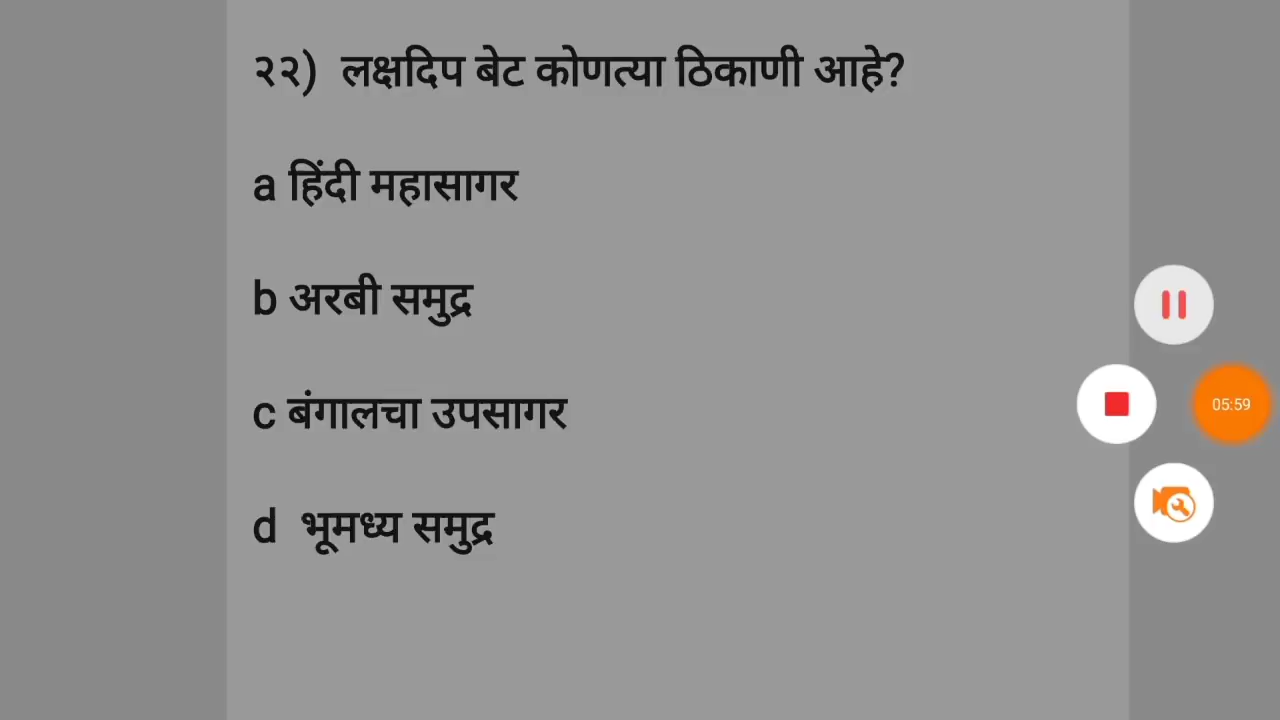 २२) लक्षदिप बेट कोणत्या ठिकाणी आहे?
a हिंदी महासागर
b अरबी समुद्र
c बंगालचा उपसागर
d भूमध्य समुद्र
05:59